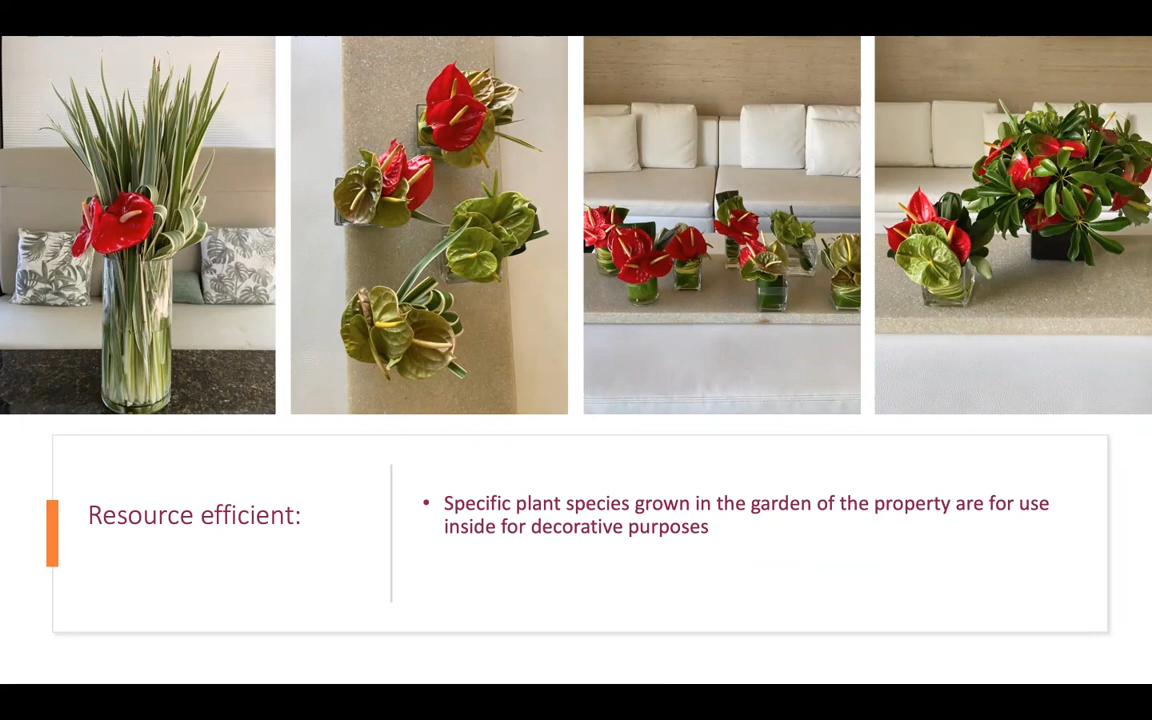 Resource efficient:
• Specific plant species grown in the garden of the property are for use
inside for decorative purposes